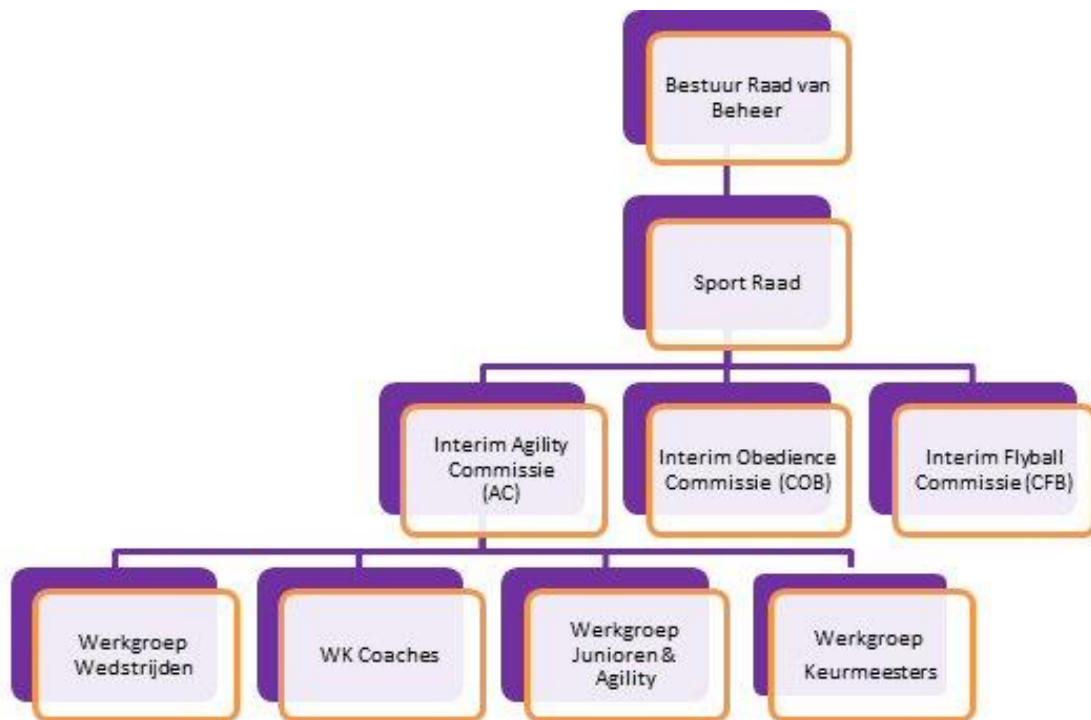 Bestuur Raad van
Beheer
Sport Raad
Interim Agility
Commissie
(AC)
Interim Obedience
Commissie (COB)
Interim Flyball
Commissie (CFB)
Werkgroep
Wedstrijden
WK Coaches
Werkgroep
Junioren &
Agility
Werkgroep
Keurmeesters